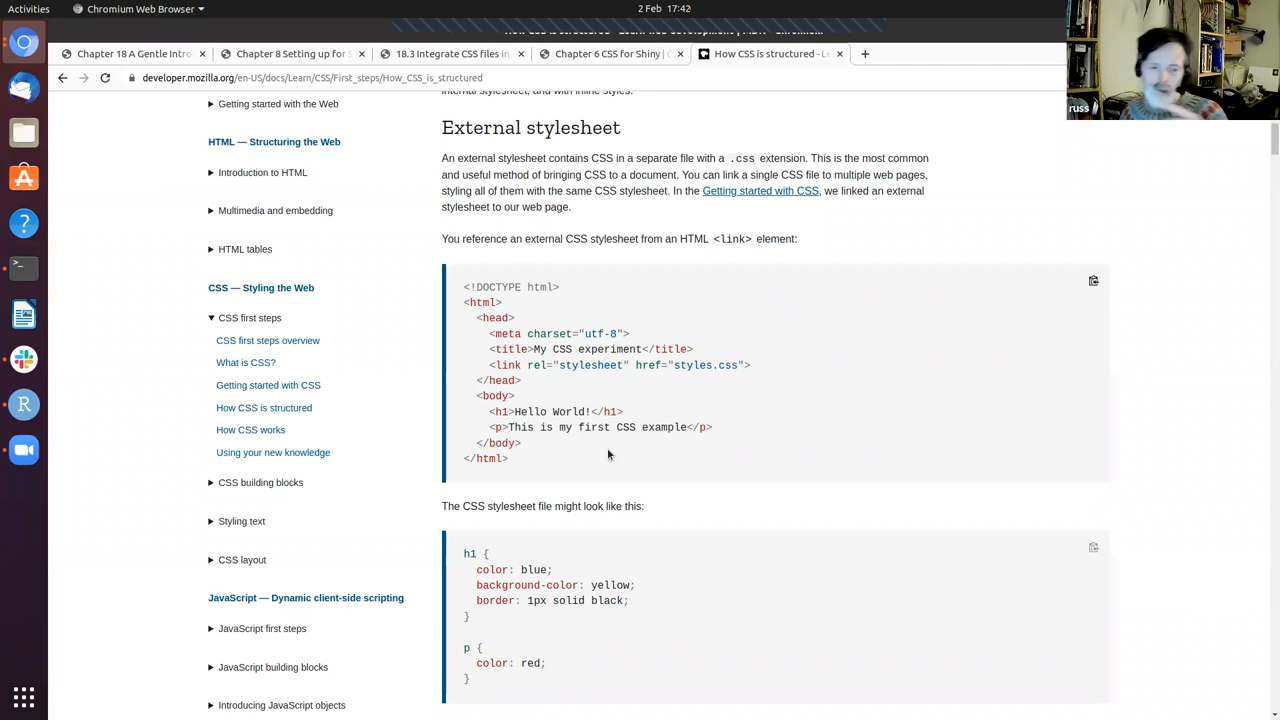 Activities
Chromium Web Browser
2 Feb 17:42
Chapter 18 A Gentle Intro
Chapter 8 Setting up for S
18.3 Integrate CSS files in
Chapter 6 CSS for Shiny | O
How CSS is structured - Le
developer.mozilla.org/en-US/docs/Learn/CSS/First_steps/How_CSS_is_structured
russ
Getting started with the Web
HTML — Structuring the Web
Introduction to HTML
Multimedia and embedding
HTML tables
CSS — Styling the Web
CSS first steps
CSS first steps overview
What is CSS?
Getting started with CSS
How CSS is structured
How CSS works
Using your new knowledge
CSS building blocks
Styling text
CSS layout
JavaScript — Dynamic client-side scripting
JavaScript first steps
JavaScript building blocks
Introducing JavaScript objects
internal stylesheet, and with inline styles.
External stylesheet
An external stylesheet contains CSS in a separate file with a .css extension. This is the most common
and useful method of bringing CSS to a document. You can link a single CSS file to multiple web pages,
styling all of them with the same CSS stylesheet. In the Getting started with CSS, we linked an external
stylesheet to our web page.
You reference an external CSS stylesheet from an HTML <link> element:
<!DOCTYPE html>
<html>
<head>
<meta charset="utf-8">
<title>My CSS experiment</title>
<link rel="stylesheet" href="styles.css">
</head>
<body>
<h1>Hello World!</h1>
<p>This is my first CSS example</p>
</body>
</html>
The CSS stylesheet file might look like this:
h1 {
color: blue;
background-color: yellow;
border: 1px solid black;
}
p {
color: red;
}